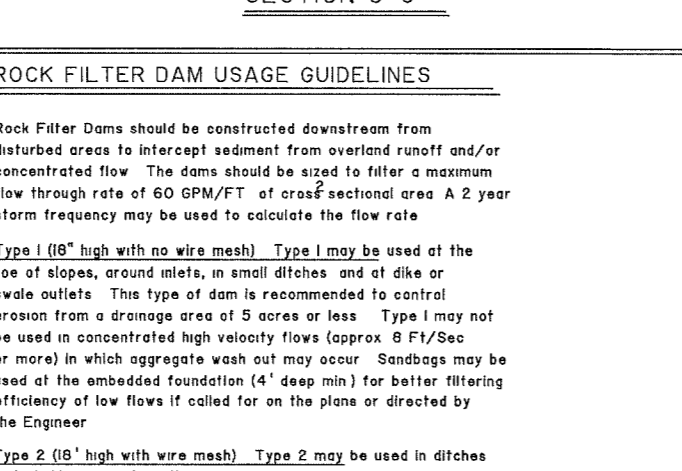 ROCK FILTER DAM USAGE GUIDELINES
Rock Filter Dams should be constructed downstream from
disturbed areas to intercept sediment from overland runoff and/or
concentrated flow The dams should be sized to filter a maximum
flow through rate of 60 GPM/FT² of cross sectional area A 2 year
storm frequency may be used to calculate the flow rate
Type 1 (18" high with no wire mesh) Type 1 may be used at the
toe of slopes, around inlets, in small ditches and at dike or
swale outlets This type of dam is recommended to control
erosion from a drainage area of 5 acres or less Type 1 may not
be used in concentrated high velocity flows (approx 8 Ft/Sec
or more) in which aggregate wash out may occur Sandbags may be
used at the embedded foundation (4' deep min) for better filtering
efficiency of low flows if called for on the plans or directed by
the Engineer
Type 2 (18' high with wire mesh) Type 2 may be used in ditches